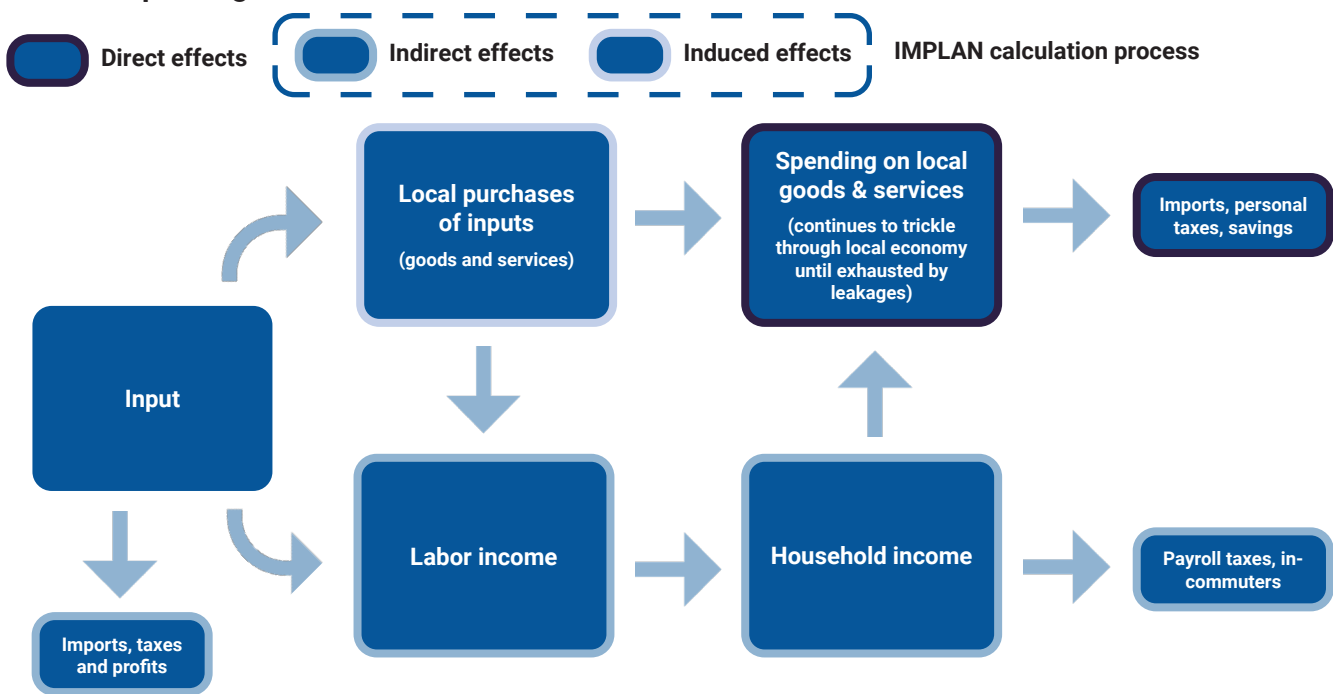 Direct effects
Indirect effects
Induced effects
IMPLAN calculation process
Local purchases
of inputs
(goods and services)
Spending on local
goods & services
(continues to trickle
through local economy
until exhausted by
leakages)
Imports, personal
taxes, savings
Input
Labor income
Household income
Payroll taxes, in-
commuters
Imports, taxes
and profits